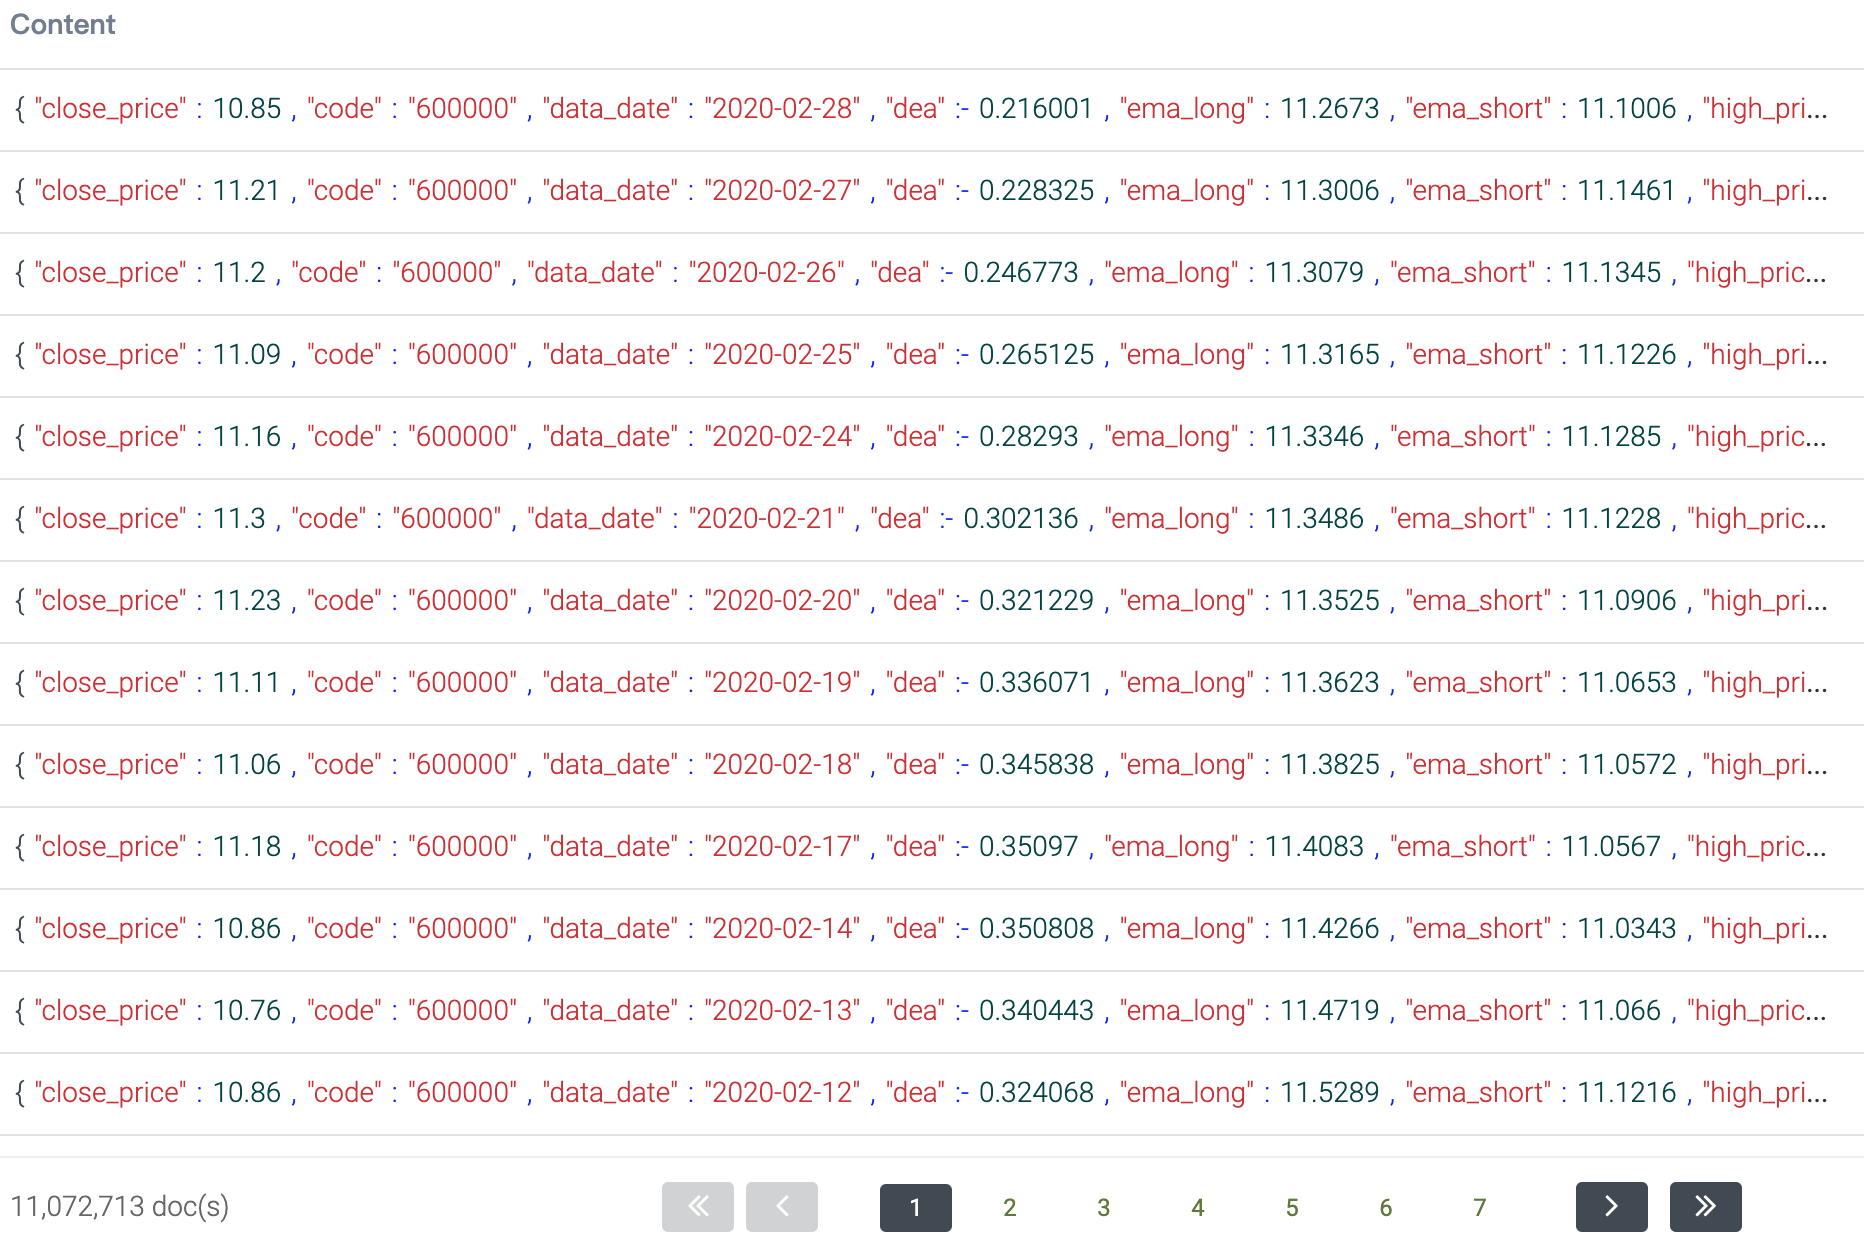 Content
{ "close_price" : 10.85 , "code" : "600000" , "data_date" : "2020-02-28" , "dea" :- 0.216001 , "ema_long" : 11.2673 , "ema_short" : 11.1006 , "high_pri...
{ "close_price" : 11.21 , "code" : "600000" , "data_date" : "2020-02-27" , "dea" :- 0.228325 , "ema_long" : 11.3006 , "ema_short" : 11.1461 , "high_pri...
{ "close_price" : 11.2 , "code" : "600000" , "data_date" : "2020-02-26" , "dea" :- 0.246773 , "ema_long" : 11.3079 , "ema_short" : 11.1345 , "high_pric...
{ "close_price" : 11.09 , "code" : "600000" , "data_date" : "2020-02-25" , "dea" :- 0.265125 , "ema_long" : 11.3165 , "ema_short" : 11.1226 , "high_pri...
{ "close_price" : 11.16 , "code" : "600000" , "data_date" : "2020-02-24" , "dea" :- 0.28293 , "ema_long" : 11.3346 , "ema_short" : 11.1285 , "high_pric...
{ "close_price" : 11.3 , "code" : "600000" , "data_date" : "2020-02-21" , "dea" :- 0.302136 , "ema_long" : 11.3486 , "ema_short" : 11.1228 , "high_pric...
{ "close_price" : 11.23 , "code" : "600000" , "data_date" : "2020-02-20" , "dea" :- 0.321229 , "ema_long" : 11.3525 , "ema_short" : 11.0906 , "high_pri...
{ "close_price" : 11.11 , "code" : "600000" , "data_date" : "2020-02-19" , "dea" :- 0.336071 , "ema_long" : 11.3623 , "ema_short" : 11.0653 , "high_pri...
{ "close_price" : 11.06 , "code" : "600000" , "data_date" : "2020-02-18" , "dea" :- 0.345838 , "ema_long" : 11.3825 , "ema_short" : 11.0572 , "high_pri...
{ "close_price" : 11.18 , "code" : "600000" , "data_date" : "2020-02-17" , "dea" :- 0.35097 , "ema_long" : 11.4083 , "ema_short" : 11.0567 , "high_pric...
{ "close_price" : 10.86 , "code" : "600000" , "data_date" : "2020-02-14" , "dea" :- 0.350808 , "ema_long" : 11.4266 , "ema_short" : 11.0343 , "high_pri...
{ "close_price" : 10.76 , "code" : "600000" , "data_date" : "2020-02-13" , "dea" :- 0.340443 , "ema_long" : 11.4719 , "ema_short" : 11.066 , "high_pric...
{ "close_price" : 10.86 , "code" : "600000" , "data_date" : "2020-02-12" , "dea" :- 0.324068 , "ema_long" : 11.5289 , "ema_short" : 11.1216 , "high_pri...
11,072,713 doc(s) 1 2 3 4 5 6 7